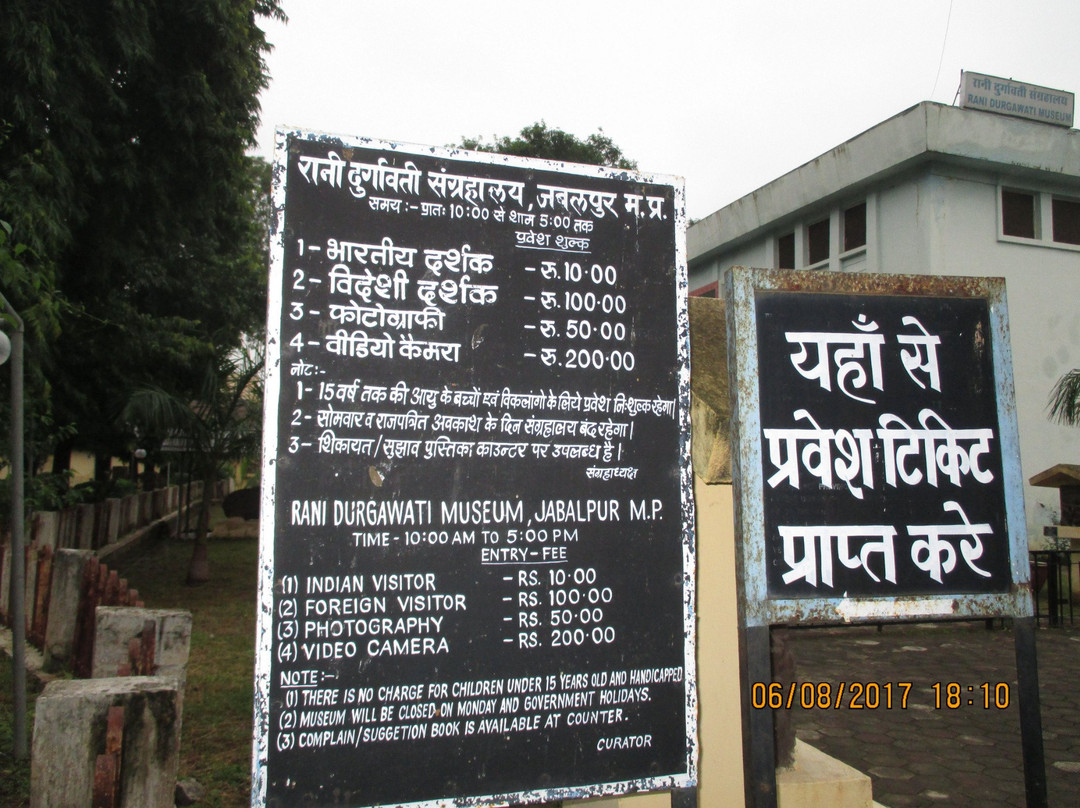 रानी दुर्गावती संग्रहालय
RANI DURGAWATI MUSEUM
रानी दुर्गावती संग्रहालय, जबलपुर म.प्र.
समय:- प्रातः 10:00 से शाम 5:00 तक
प्रवेश शुल्क
1- भारतीय दर्शक - रु. 10·00
2- विदेशी दर्शक - रु. 100·00
3- फोटोग्राफी - रु. 50·00
4- वीडियो कैमरा - रु. 200·00
नोट:-
1- 15 वर्ष तक की आयु के बच्चों एवं विकलांगो के लिये प्रवेश निःशुल्क रहेगा|
2- सोमवार व राजपत्रित अवकाश के दिन संग्रहालय बंद रहेगा|
3- शिकायत/सुझाव पुस्तिका काउन्टर पर उपलब्ध है|
संग्रहाध्यक्ष
RANI DURGAWATI MUSEUM, JABALPUR M.P.
TIME - 10:00 AM TO 5:00 PM
ENTRY - FEE
(1) INDIAN VISITOR - RS. 10·00
(2) FOREIGN VISITOR - RS. 100·00
(3) PHOTOGRAPHY - RS. 50·00
(4) VIDEO CAMERA - RS. 200·00
NOTE:-
(1) THERE IS NO CHARGE FOR CHILDREN UNDER 15 YEARS OLD AND HANDICAPPED
(2) MUSEUM WILL BE CLOSED ON MONDAY AND GOVERNMENT HOLIDAYS.
(3) COMPLAIN/SUGGETION BOOK IS AVAILABLE AT COUNTER.
CURATOR
यहाँ से
प्रवेश टिकिट
प्राप्त करे
06/08/2017 18:10